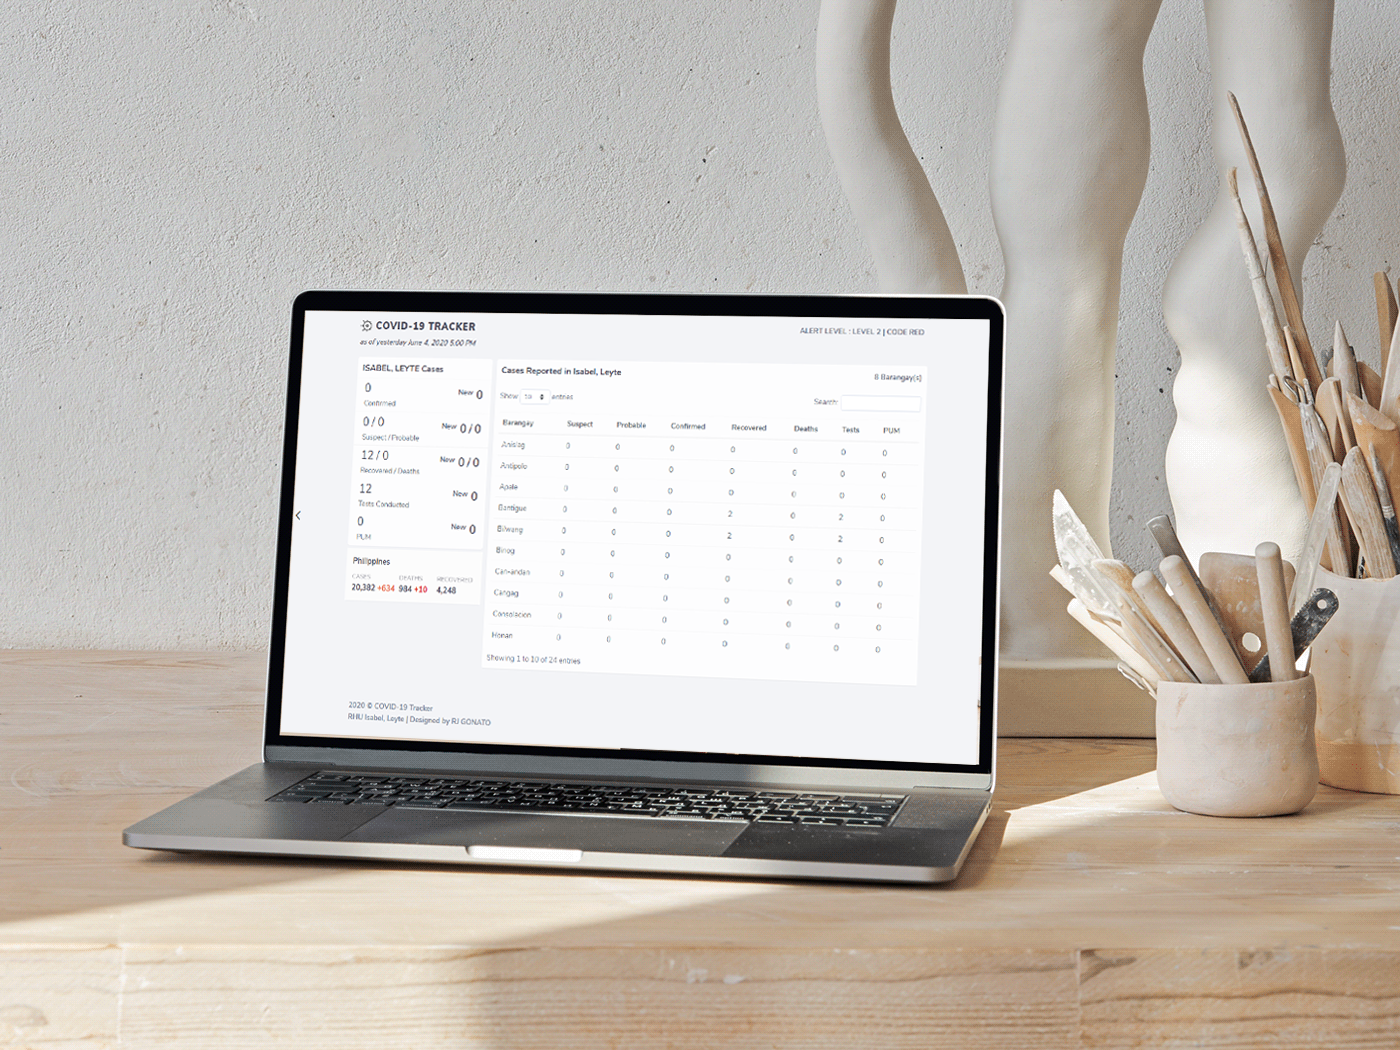 COVID-19 TRACKER
as of yesterday June 4, 2020 5:00 PM
ALERT LEVEL : LEVEL 2 | CODE RED
ISABEL, LEYTE Cases
0 New 0
Confirmed
0 / 0 New 0 / 0
Suspect / Probable
12 / 0 New 0 / 0
Recovered / Deaths
12 New 0
Tests Conducted
0 New 0
PUM
Philippines
CASES DEATHS RECOVERED
20,382 +634 984 +10 4,248
Cases Reported in Isabel, Leyte
8 Barangay(s)
Show 10 entries
Search:
Barangay Suspect Probable Confirmed Recovered Deaths Tests PUM
Anislag 0 0 0 0 0 0 0
Antipolo 0 0 0 0 0 0 0
Apale 0 0 0 0 0 0 0
Bantigue 0 0 0 2 0 2 0
Bilwang 0 0 0 2 0 2 0
Binog 0 0 0 0 0 0 0
Can-andan 0 0 0 0 0 0 0
Cangag 0 0 0 0 0 0 0
Consolacion 0 0 0 0 0 0 0
Honan 0 0 0 0 0 0 0
Showing 1 to 10 of 24 entries
2020 © COVID-19 Tracker
RHU Isabel, Leyte | Designed by RJ GONATO